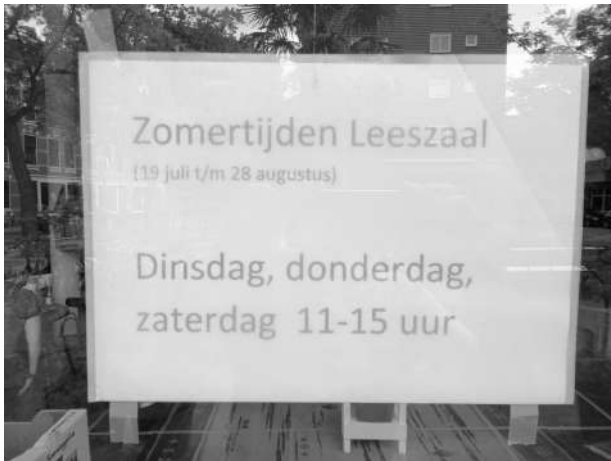 Zomertijden Leeszaal
(19 juli t/m 28 augustus)
Dinsdag, donderdag,
zaterdag 11-15 uur